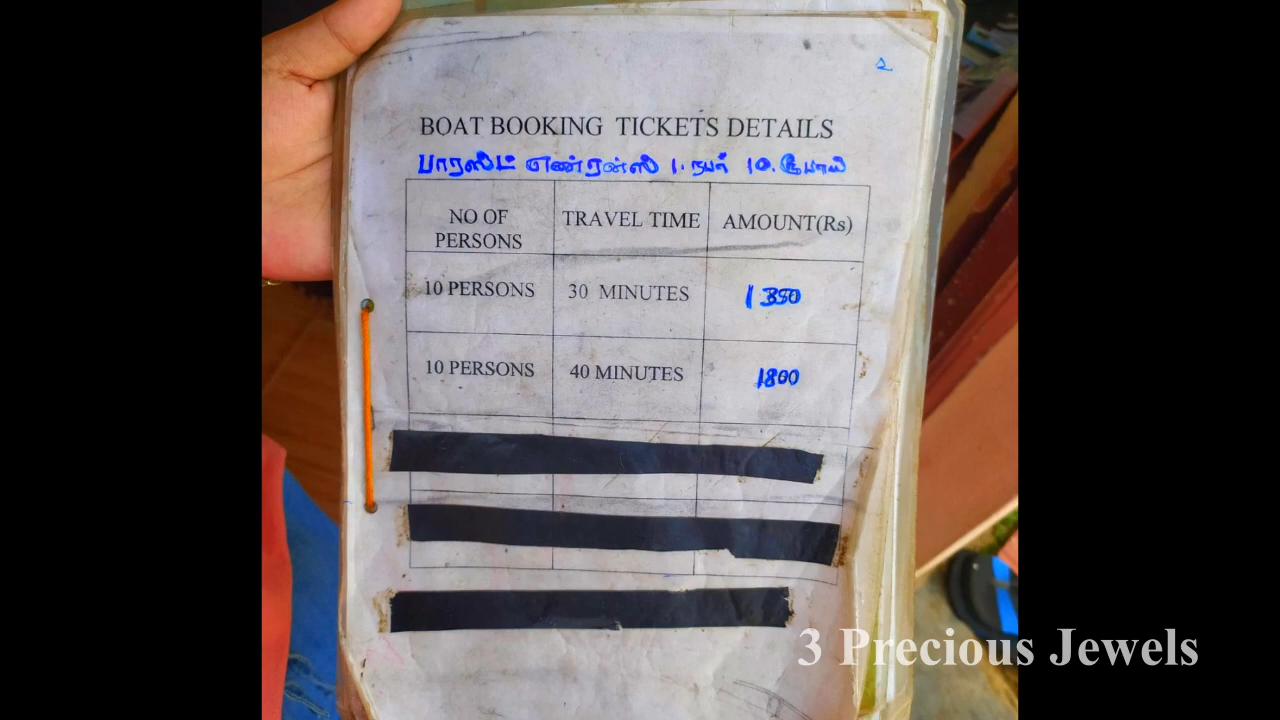 2
BOAT BOOKING TICKETS DETAILS
பாரஸ்ட் எண்ரன்ஸ் 1. நபர் 10. ரூபாய்
NO OF PERSONS TRAVEL TIME AMOUNT(Rs)
10 PERSONS 30 MINUTES 1350
10 PERSONS 40 MINUTES 1800
3 Precious Jewels